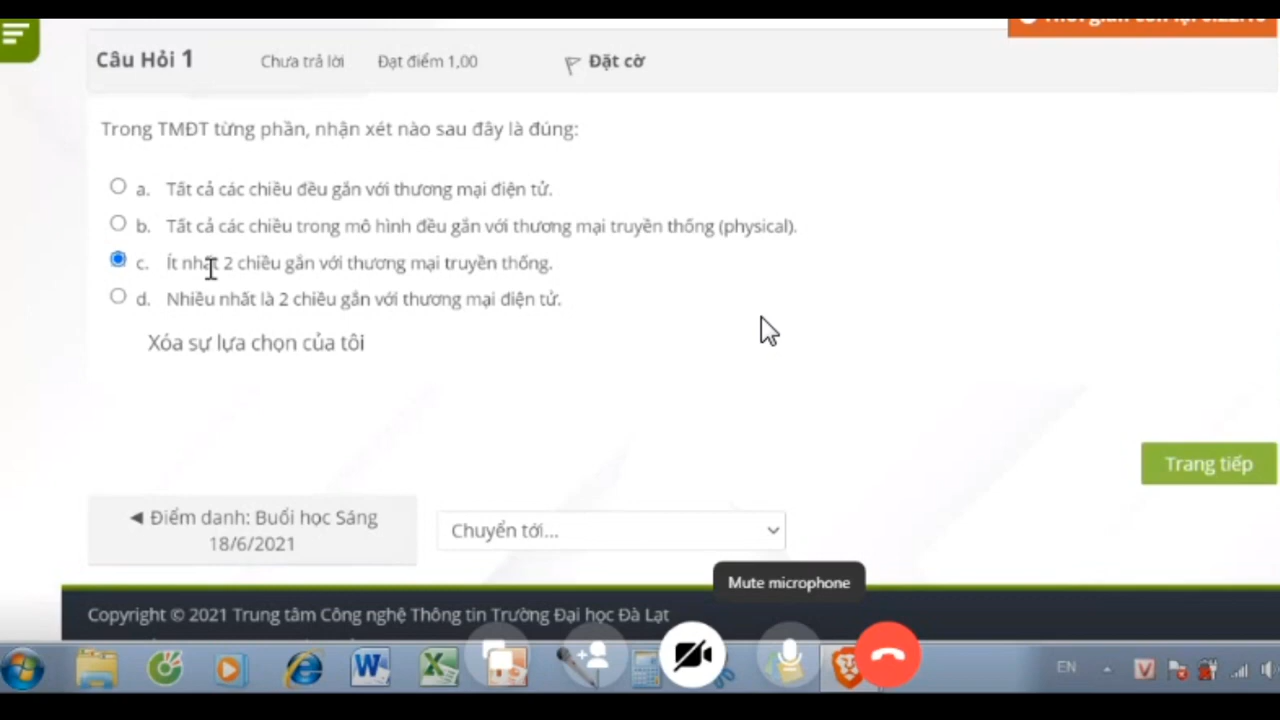 Câu Hỏi 1
Chưa trả lời
Đạt điểm 1,00
Đặt cờ
Trong TMĐT từng phần, nhận xét nào sau đây là đúng:
a. Tất cả các chiều đều gắn với thương mại điện tử.
b. Tất cả các chiều trong mô hình đều gắn với thương mại truyền thống (physical).
c. Ít nhất 2 chiều gắn với thương mại truyền thống.
d. Nhiều nhất là 2 chiều gắn với thương mại điện tử.
Xóa sự lựa chọn của tôi
Trang tiếp
◄ Điểm danh: Buổi học Sáng
18/6/2021
Chuyển tới...
Mute microphone
Copyright © 2021 Trung tâm Công nghệ Thông tin Trường Đại học Đà Lạt
EN